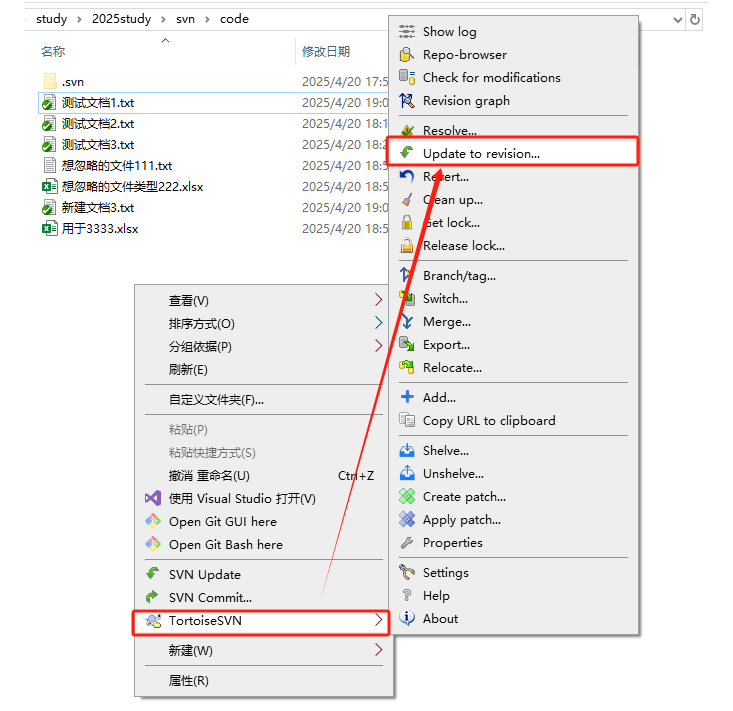 study > 2025study > svn > code
名称
修改日期
.svn
2025/4/20 17:5
测试文档1.txt
2025/4/20 19:0
测试文档2.txt
2025/4/20 18:1
测试文档3.txt
2025/4/20 18:2
想忽略的文件111.txt
2025/4/20 18:5
想忽略的文件类型222.xlsx
2025/4/20 18:5
新建文档3.txt
2025/4/20 19:0
用于3333.xlsx
2025/4/20 18:5
查看(V)
排序方式(O)
分组依据(P)
刷新(E)
自定义文件夹(F)...
粘贴(P)
粘贴快捷方式(S)
撤消 重命名(U) Ctrl+Z
使用 Visual Studio 打开(V)
Open Git GUI here
Open Git Bash here
SVN Update
SVN Commit...
TortoiseSVN
新建(W)
属性(R)
Show log
Repo-browser
Check for modifications
Revision graph
Resolve...
Update to revision...
Revert...
Clean up...
Get lock...
Release lock...
Branch/tag...
Switch...
Merge...
Export...
Relocate...
Add...
Copy URL to clipboard
Shelve...
Unshelve...
Create patch...
Apply patch...
Properties
Settings
Help
About